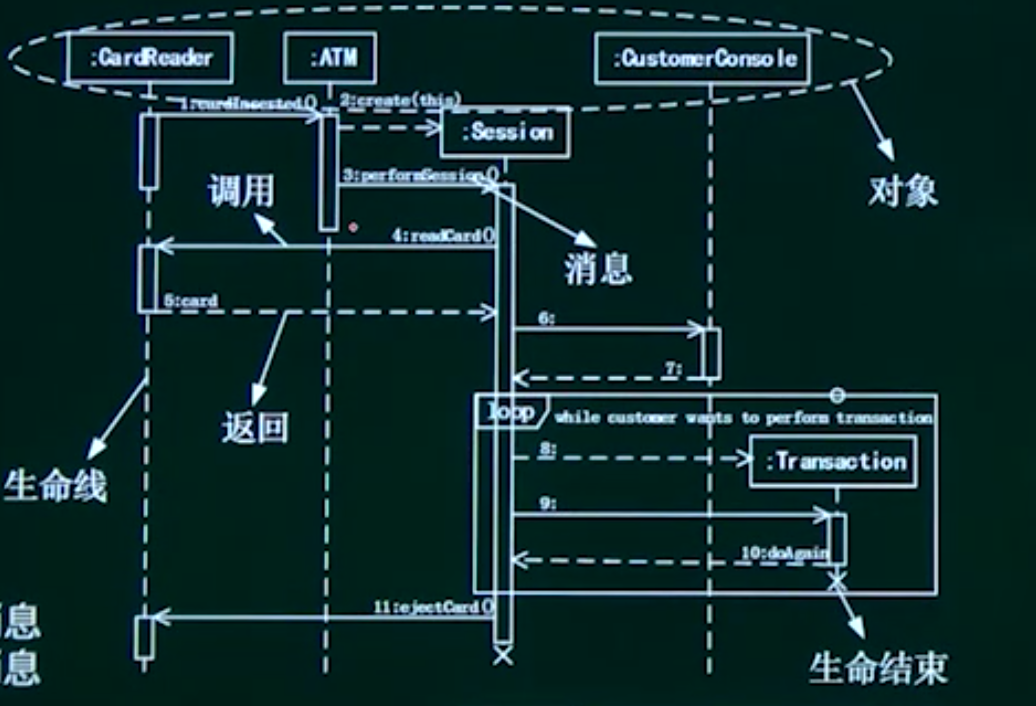 :CardReader
:ATM
:CustomerConsole
1:cardInserted()
2:create(this)
:Session
3:performSession()
调用
对象
4:readCard()
消息
5:card
6:
7:
返回
loop
while customer wants to perform transaction
8:
:Transaction
生命线
9:
10:doAgain
11:ejectCard()
息
息
生命结束